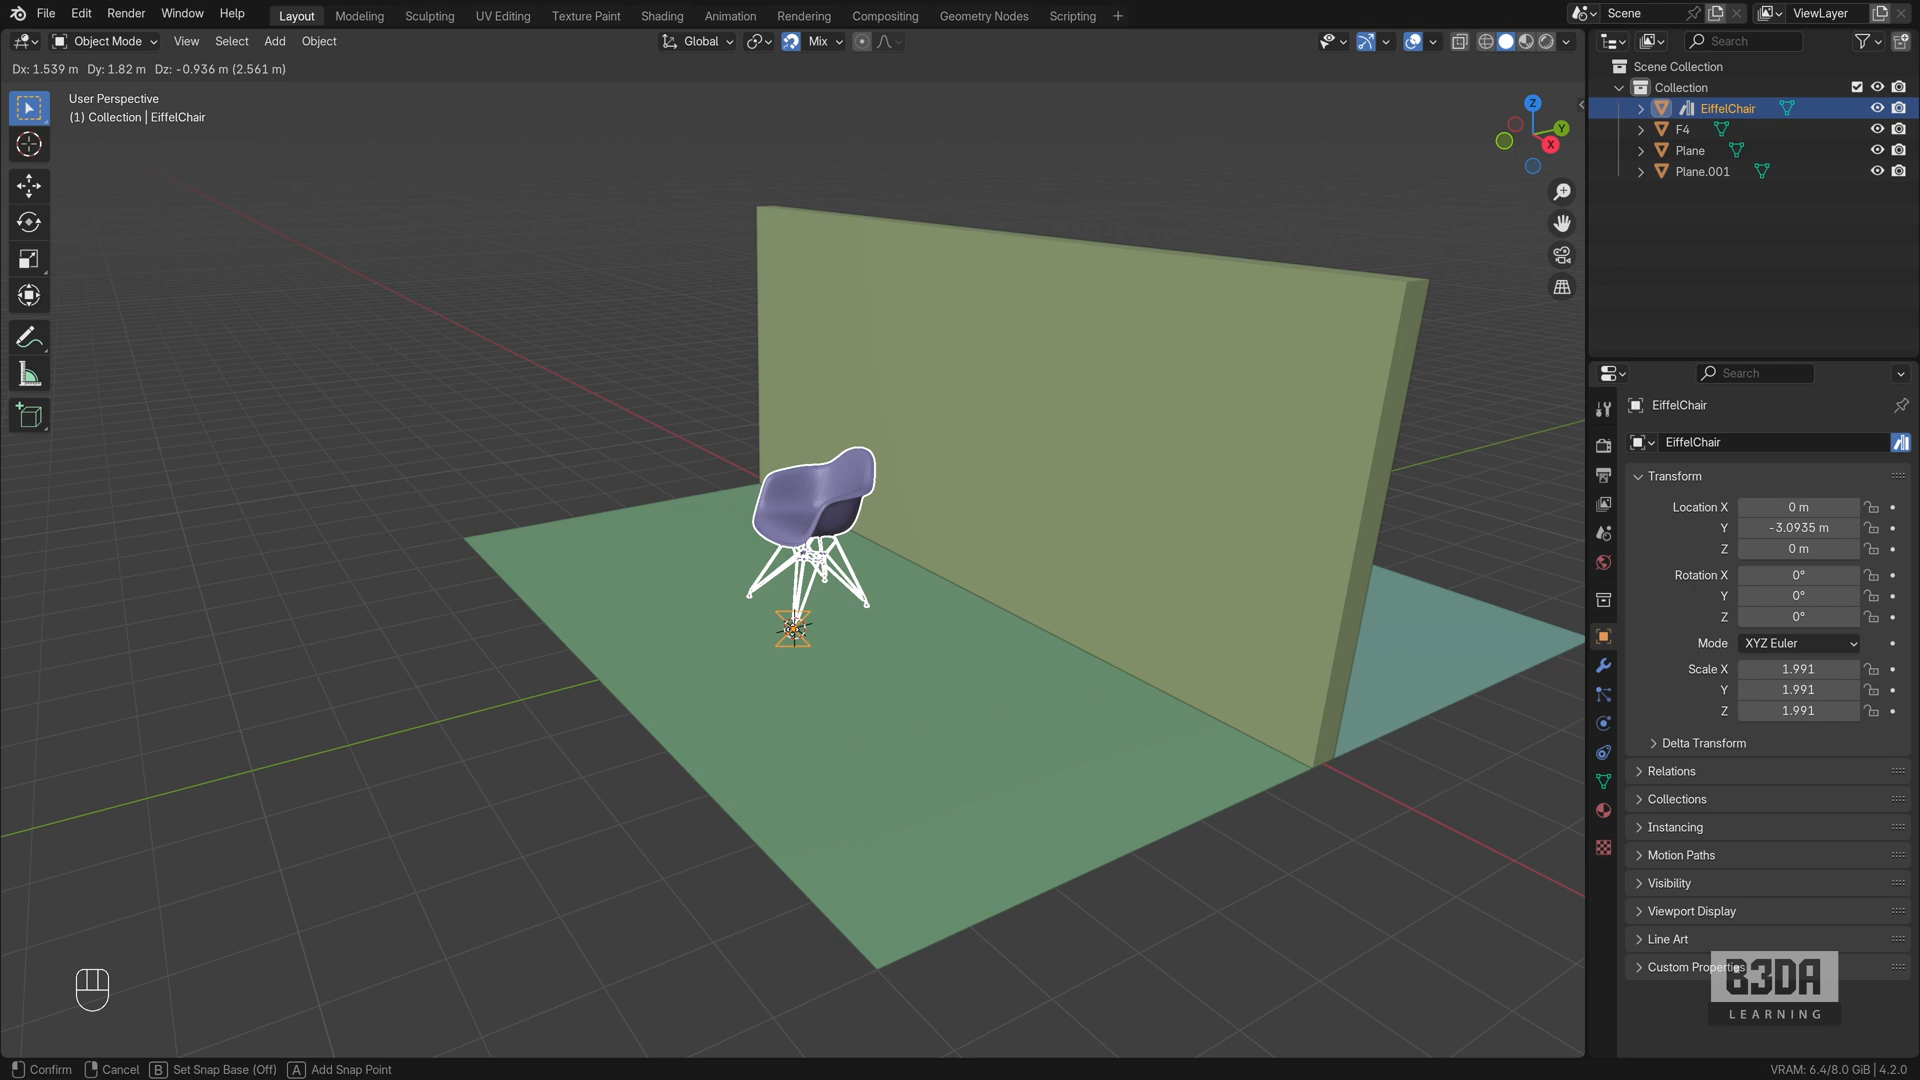 File Edit Render Window Help Layout Modeling Sculpting UV Editing Texture Paint Shading Animation Rendering Compositing Geometry Nodes Scripting + Scene ViewLayer
Object Mode View Select Add Object Global Mix Search
Dx: 1.539 m Dy: 1.82 m Dz: -0.936 m (2.561 m)
User Perspective
(1) Collection | EiffelChair
Z
Y
X
Scene Collection
Collection
EiffelChair
F4
Plane
Plane.001
Search
EiffelChair
EiffelChair
Transform
Location X 0 m
Y -3.0935 m
Z 0 m
Rotation X 0°
Y 0°
Z 0°
Mode XYZ Euler
Scale X 1.991
Y 1.991
Z 1.991
Delta Transform
Relations
Collections
Instancing
Motion Paths
Visibility
Viewport Display
Line Art
Custom Properties
B3DA
LEARNING
Confirm Cancel B Set Snap Base (Off) A Add Snap Point VRAM: 6.4/8.0 GiB | 4.2.0